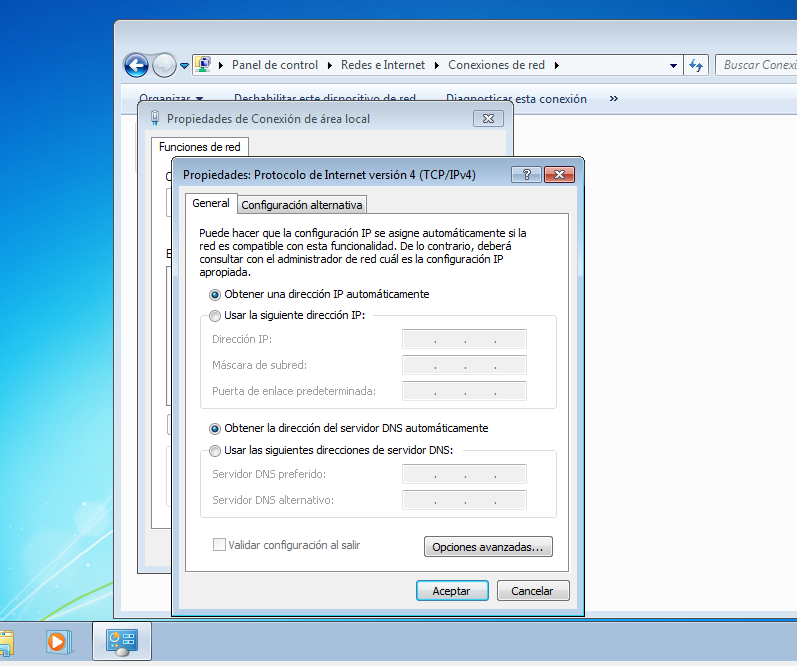 Panel de control
Redes e Internet
Conexiones de red
Buscar Conexi
Organizar
Deshabilitar este dispositivo de red
Diagnosticar esta conexión
»
Propiedades de Conexión de área local
Funciones de red
Propiedades: Protocolo de Internet versión 4 (TCP/IPv4)
?
General
Configuración alternativa
Puede hacer que la configuración IP se asigne automáticamente si la
red es compatible con esta funcionalidad. De lo contrario, deberá
consultar con el administrador de red cuál es la configuración IP
apropiada.
Obtener una dirección IP automáticamente
Usar la siguiente dirección IP:
Dirección IP:
Máscara de subred:
Puerta de enlace predeterminada:
Obtener la dirección del servidor DNS automáticamente
Usar las siguientes direcciones de servidor DNS:
Servidor DNS preferido:
Servidor DNS alternativo:
Validar configuración al salir
Opciones avanzadas...
Aceptar
Cancelar